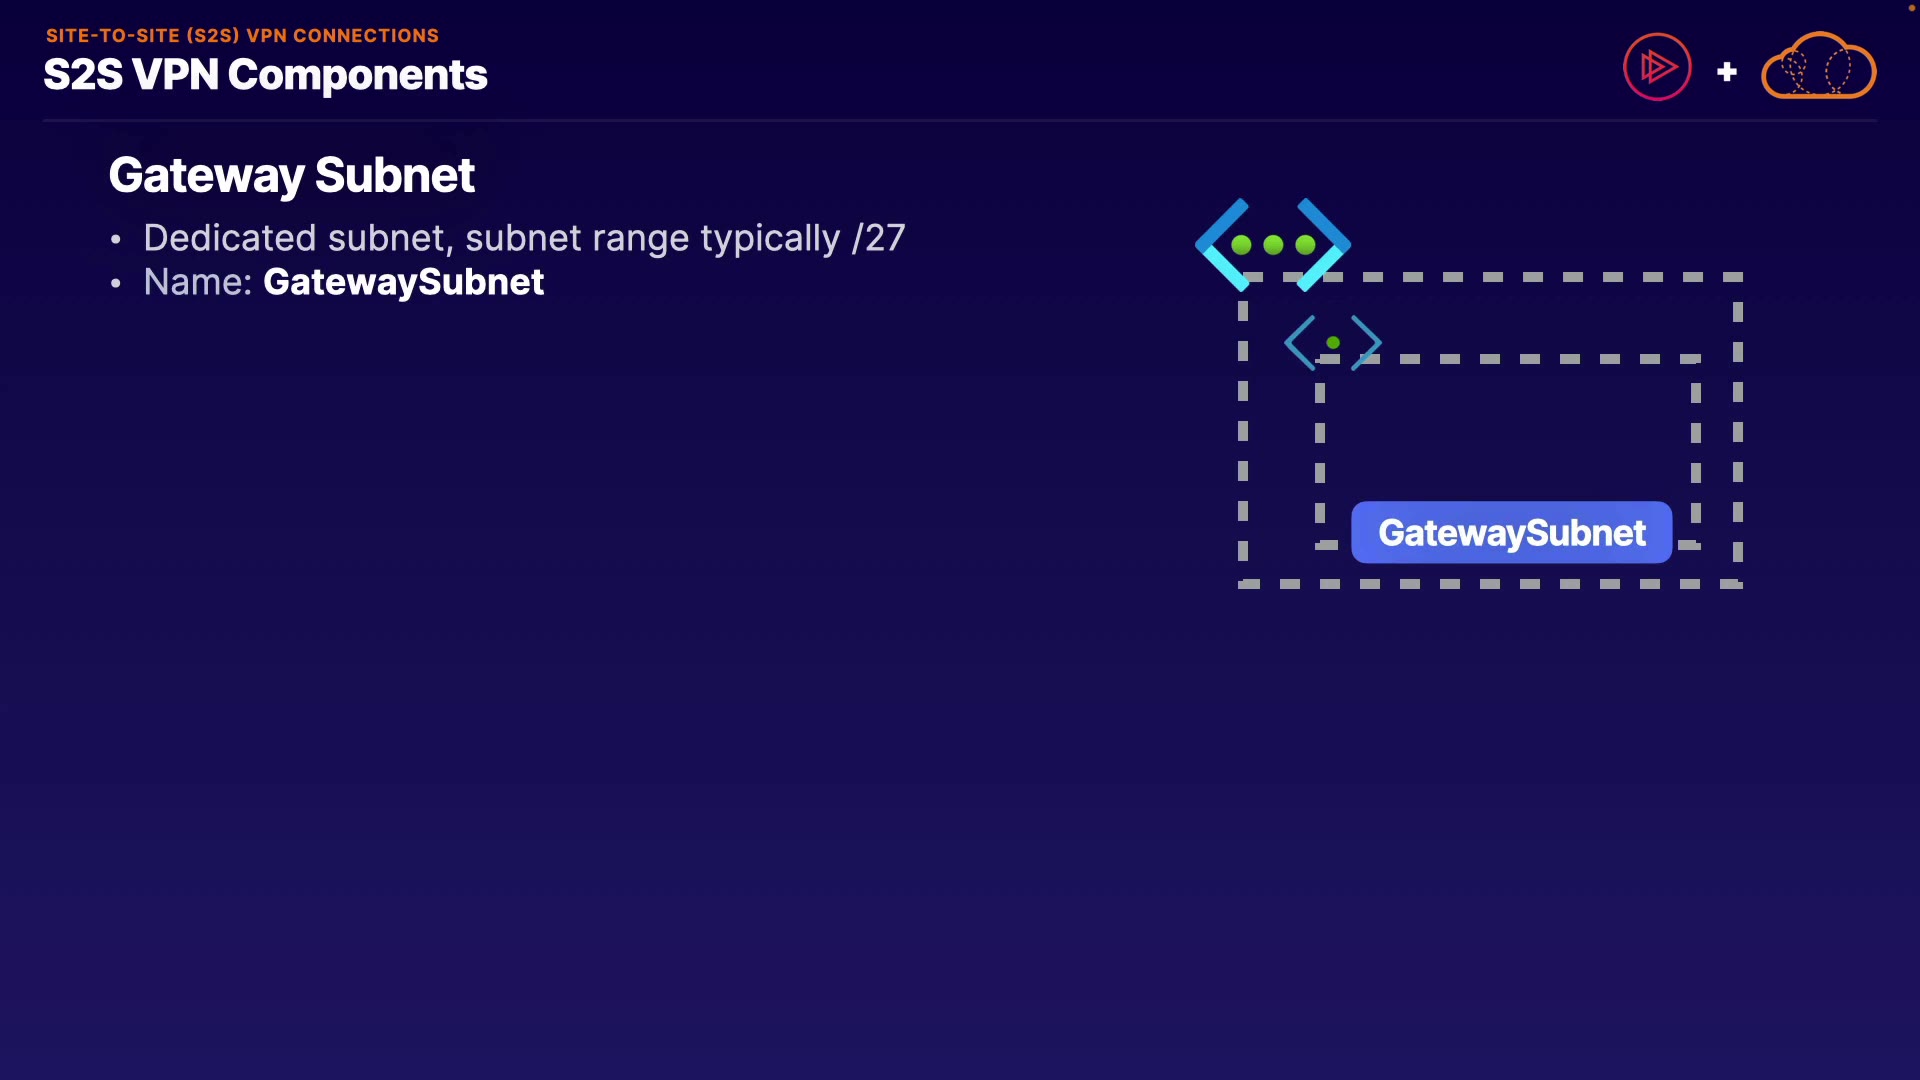 SITE-TO-SITE (S2S) VPN CONNECTIONS
S2S VPN Components
Gateway Subnet
• Dedicated subnet, subnet range typically /27
• Name: GatewaySubnet
GatewaySubnet